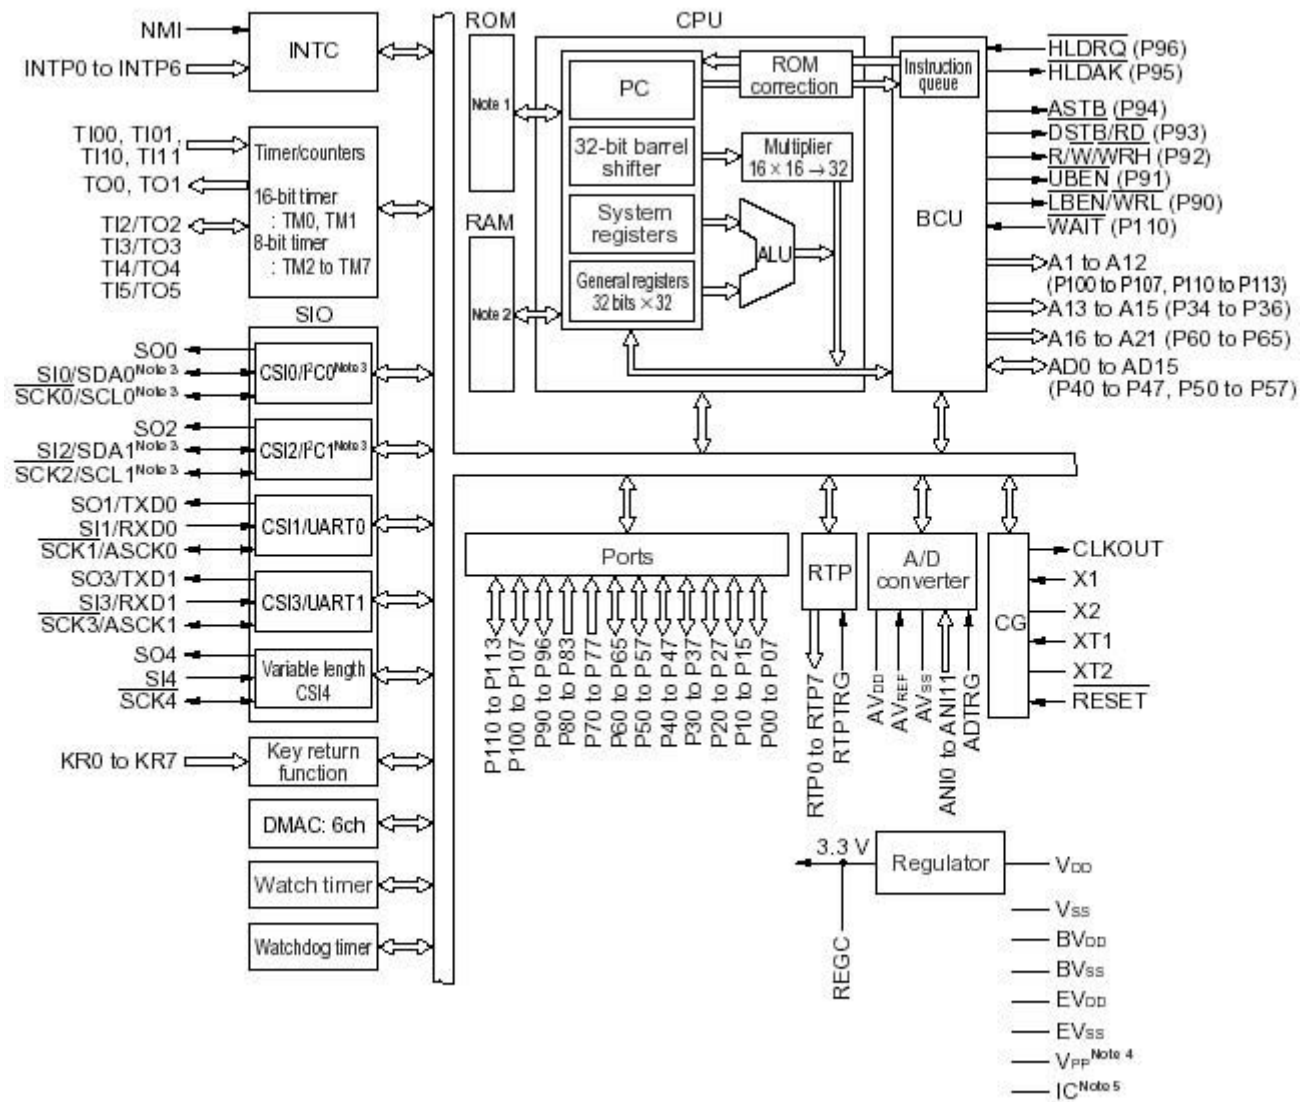 NMI
INTP0 to INTP6
INTC
TI00, TI01,
TI10, TI11
TO0, TO1
TI2/TO2
TI3/TO3
TI4/TO4
TI5/TO5
Timer/counters
16-bit timer
: TM0, TM1
8-bit timer
: TM2 to TM7
SIO
SO0
SI0/SDA0Note 3
SCK0/SCL0Note 3
CSI0/I²C0Note 3
SO2
SI2/SDA1Note 3
SCK2/SCL1Note 3
CSI2/I²C1Note 3
SO1/TXD0
SI1/RXD0
SCK1/ASCK0
CSI1/UART0
SO3/TXD1
SI3/RXD1
SCK3/ASCK1
CSI3/UART1
SO4
SI4
SCK4
Variable length
CSI4
KR0 to KR7
Key return
function
DMAC: 6ch
Watch timer
Watchdog timer
ROM
Note 1
RAM
Note 2
CPU
PC
32-bit barrel
shifter
System
registers
General registers
32 bits × 32
ROM
correction
Multiplier
16 × 16 → 32
ALU
Instruction
queue
BCU
HLDRQ (P96)
HLDAK (P95)
ASTB (P94)
DSTB/RD (P93)
R/W/WRH (P92)
UBEN (P91)
LBEN/WRL (P90)
WAIT (P110)
A1 to A12
(P100 to P107, P110 to P113)
A13 to A15 (P34 to P36)
A16 to A21 (P60 to P65)
AD0 to AD15
(P40 to P47, P50 to P57)
Ports
P110 to P113
P100 to P107
P90 to P96
P80 to P83
P70 to P77
P60 to P65
P50 to P57
P40 to P47
P30 to P37
P20 to P27
P10 to P15
P00 to P07
RTP
RTP0 to RTP7
RTPTRG
A/D
converter
AVDD
AVREF
AVSS
ANI0 to ANI11
ADTRG
CG
CLKOUT
X1
X2
XT1
XT2
RESET
3.3 V
Regulator
REGC
VDD
VSS
BVDD
BVSS
EVDD
EVSS
VPPNote 4
ICNote 5